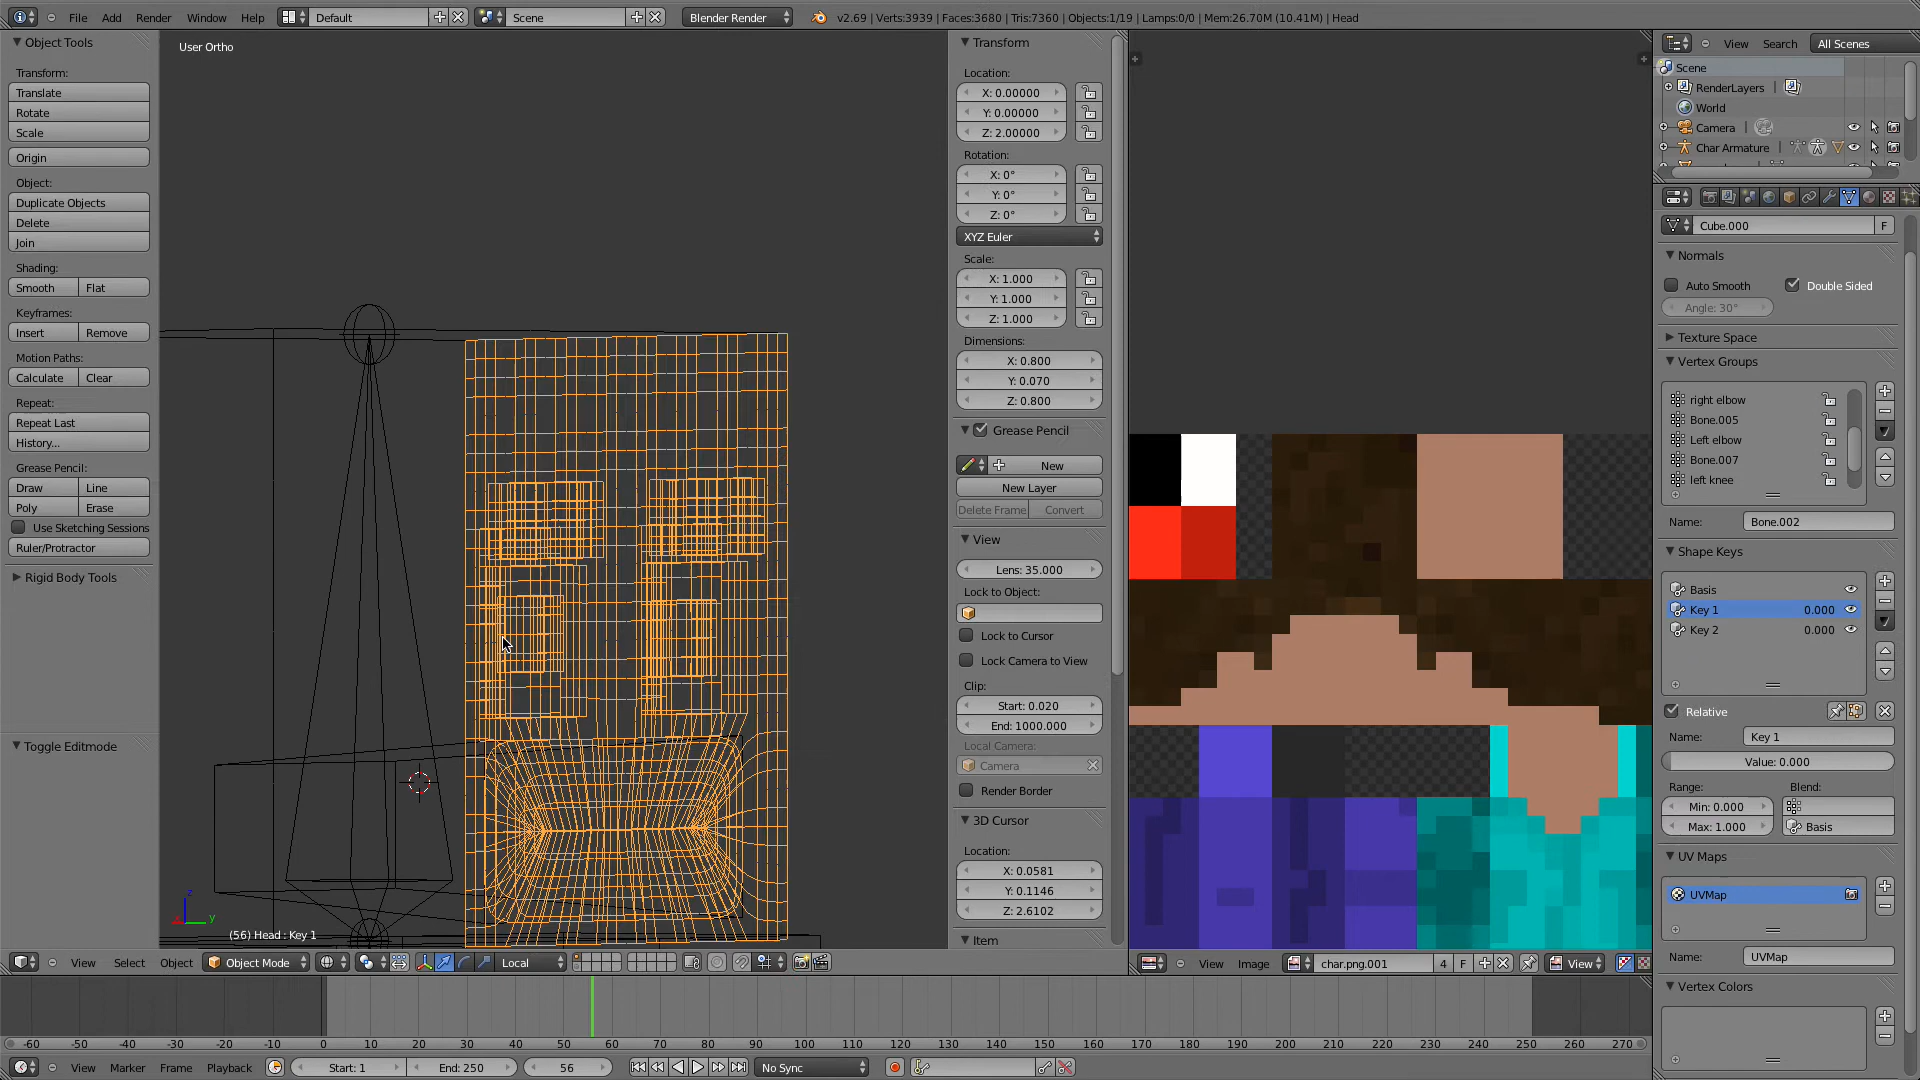 File Add Render Window Help Default Scene Blender Render v2.69 | Verts:3939 | Faces:3680 | Tris:7360 | Objects:1/19 | Lamps:0/0 | Mem:26.70M (10.41M) | Head
Object Tools
Transform:
Translate
Rotate
Scale
Origin
Object:
Duplicate Objects
Delete
Join
Shading:
Smooth Flat
Keyframes:
Insert Remove
Motion Paths:
Calculate Clear
Repeat:
Repeat Last
History...
Grease Pencil:
Draw Line
Poly Erase
Use Sketching Sessions
Ruler/Protractor
Rigid Body Tools
Toggle Editmode
User Ortho
(56) Head : Key 1
z
x
y
Transform
Location:
X: 0.00000
Y: 0.00000
Z: 2.00000
Rotation:
X: 0°
Y: 0°
Z: 0°
XYZ Euler
Scale:
X: 1.000
Y: 1.000
Z: 1.000
Dimensions:
X: 0.800
Y: 0.070
Z: 0.800
Grease Pencil
New
New Layer
Delete Frame Convert
View
Lens: 35.000
Lock to Object:
Lock to Cursor
Lock Camera to View
Clip:
Start: 0.020
End: 1000.000
Local Camera:
Camera
Render Border
3D Cursor
Location:
X: 0.0581
Y: 0.1146
Z: 2.6102
Item
View Search All Scenes
Scene
RenderLayers
World
Camera
Char Armature
Cube.000 F
Normals
Auto Smooth Double Sided
Angle: 30°
Texture Space
Vertex Groups
right elbow
Bone.005
Left elbow
Bone.007
left knee
Name: Bone.002
Shape Keys
Basis
Key 1 0.000
Key 2 0.000
Relative
Name: Key 1
Value: 0.000
Range: Blend:
Min: 0.000
Max: 1.000 Basis
UV Maps
UVMap
Name: UVMap
Vertex Colors
View Select Object Object Mode Local
View Image char.png.001 4 F View
-60 -50 -40 -30 -20 -10 0 10 20 30 40 50 60 70 80 90 100 110 120 130 140 150 160 170 180 190 200 210 220 230 240 250 260 270
View Marker Frame Playback Start: 1 End: 250 56 No Sync